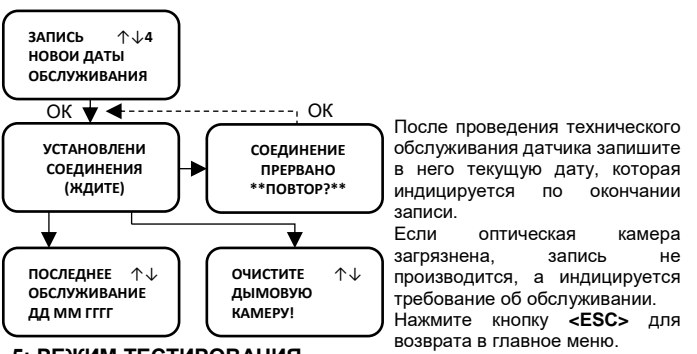 ЗАПИСЬ ↑↓4
НОВОИ ДАТЫ
ОБСЛУЖИВАНИЯ
ОК
ОК
УСТАНОВЛЕНИ
СОЕДИНЕНИЯ
(ЖДИТЕ)
СОЕДИНЕНИЕ
ПРЕРВАНО
**ПОВТОР?**
ПОСЛЕДНЕЕ ↑↓
ОБСЛУЖИВАНИЕ
ДД ММ ГГГГ
ОЧИСТИТЕ ↑↓
ДЫМОВУЮ
КАМЕРУ!
После проведения технического
обслуживания датчика запишите
в него текущую дату, которая
индицируется по окончании
записи.
Если оптическая камера
загрязнена, запись не
производится, а индицируется
требование об обслуживании.
Нажмите кнопку <ESC> для
возврата в главное меню.
5: РЕЖИМ ТЕСТИРОВАНИЯ